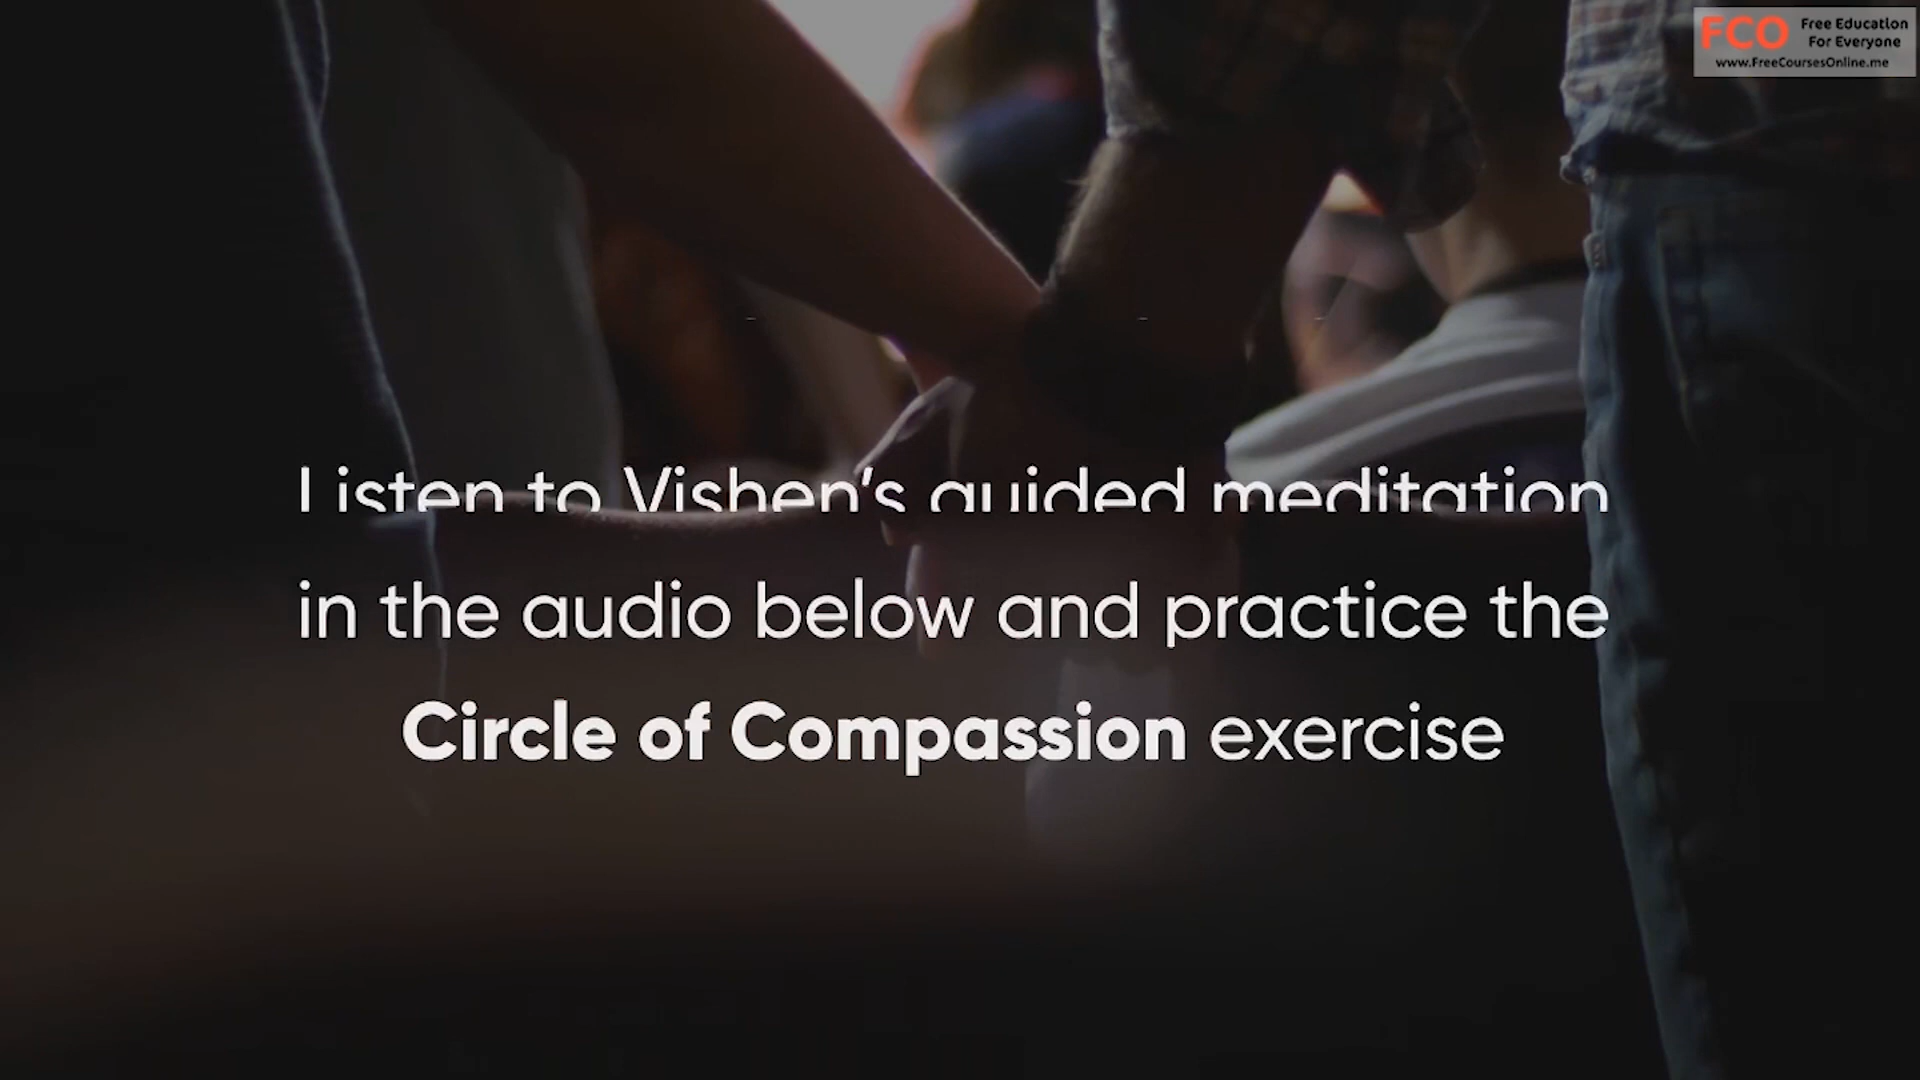 FCO Free Education
For Everyone
www.FreeCoursesOnline.me
Listen to Vishen's guided meditation
in the audio below and practice the
Circle of Compassion exercise